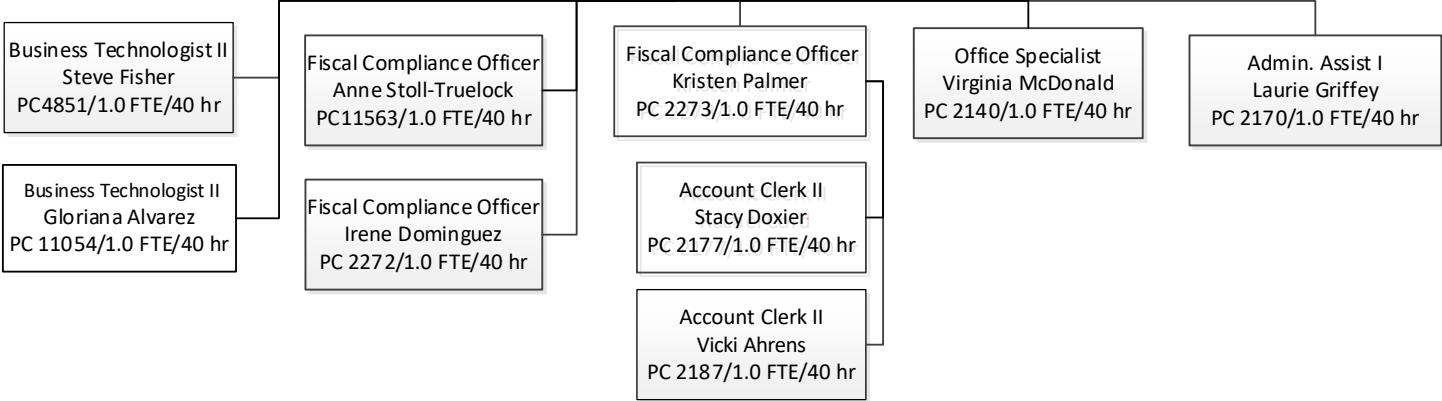 Business Technologist II
Steve Fisher
PC4851/1.0 FTE/40 hr
Business Technologist II
Gloriana Alvarez
PC 11054/1.0 FTE/40 hr
Fiscal Compliance Officer
Anne Stoll-Truelock
PC11563/1.0 FTE/40 hr
Fiscal Compliance Officer
Irene Dominguez
PC 2272/1.0 FTE/40 hr
Fiscal Compliance Officer
Kristen Palmer
PC 2273/1.0 FTE/40 hr
Account Clerk II
Stacy Doxier
PC 2177/1.0 FTE/40 hr
Account Clerk II
Vicki Ahrens
PC 2187/1.0 FTE/40 hr
Office Specialist
Virginia McDonald
PC 2140/1.0 FTE/40 hr
Admin. Assist I
Laurie Griffey
PC 2170/1.0 FTE/40 hr